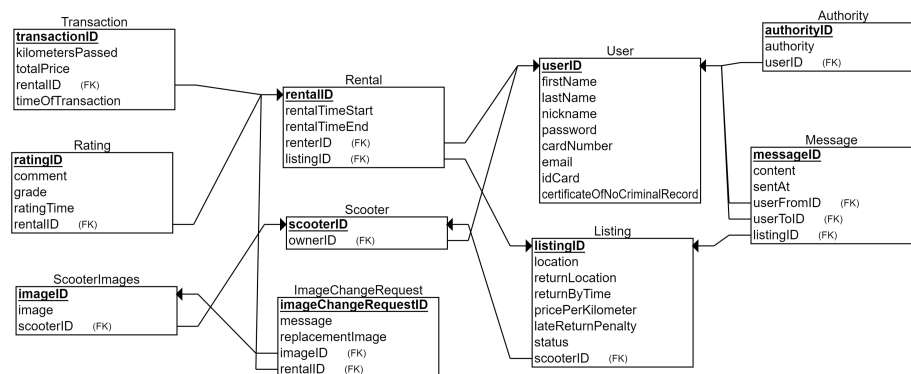 Transaction
transactionID
kilometersPassed
totalPrice
rentalID (FK)
timeOfTransaction
Rating
ratingID
comment
grade
ratingTime
rentalID (FK)
ScooterImages
imageID
image
scooterID (FK)
Rental
rentalID
rentalTimeStart
rentalTimeEnd
renterID (FK)
listingID (FK)
Scooter
scooterID
ownerID (FK)
ImageChangeRequest
imageChangeRequestID
message
replacementImage
imageID (FK)
rentalID (FK)
User
userID
firstName
lastName
nickname
password
cardNumber
email
idCard
certificateOfNoCriminalRecord
Listing
listingID
location
returnLocation
returnByTime
pricePerKilometer
lateReturnPenalty
status
scooterID (FK)
Authority
authorityID
authority
userID (FK)
Message
messageID
content
sentAt
userFromID (FK)
userToID (FK)
listingID (FK)